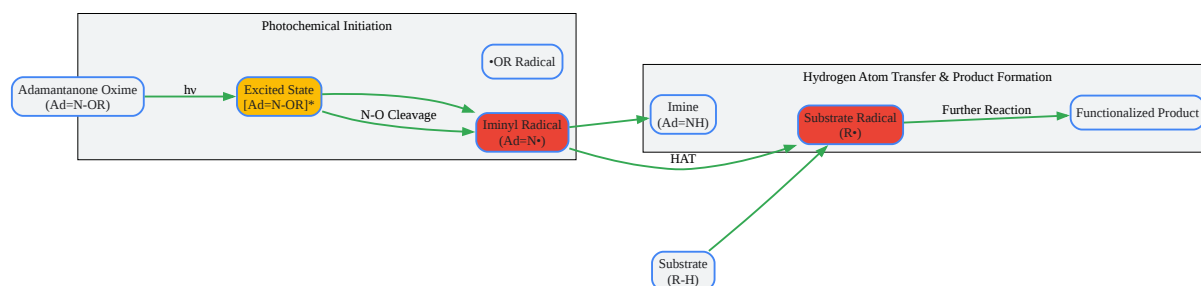 Photochemical Initiation
•OR Radical
Adamantanone Oxime
(Ad=N-OR)
hν
Excited State
[Ad=N-OR]*
N-O Cleavage
Iminyl Radical
(Ad=N•)
Hydrogen Atom Transfer & Product Formation
Imine
(Ad=NH)
HAT
Substrate Radical
(R•)
Further Reaction
Functionalized Product
Substrate
(R-H)